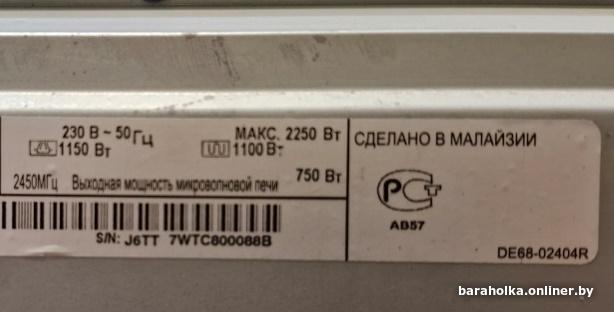 230 В ~ 50 Гц МАКС. 2250 Вт
1150 Вт 1100 Вт
2450МГц Выходная мощность микроволновой печи 750 Вт
S/N: J6TT 7WTC800088B
СДЕЛАНО В МАЛАЙЗИИ
РСТ
АВ57
DE68-02404R
baraholka.onliner.by